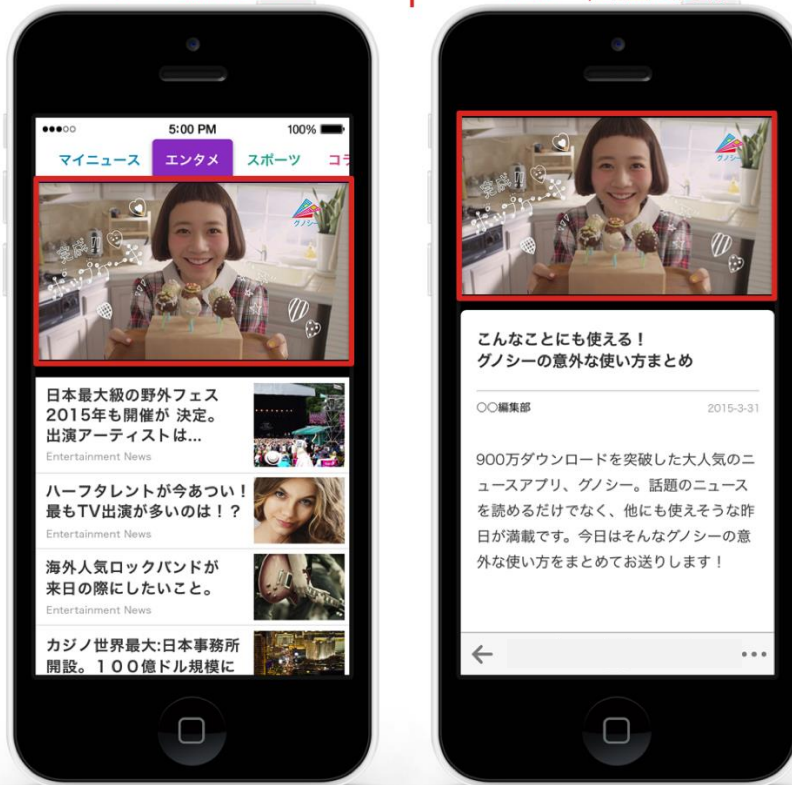 5:00 PM
100%
マイニュース
エンタメ
スポーツ
コラ
グノシー
完成!!
日本最大級の野外フェス
2015年も開催が 決定。
出演アーティストは...
Entertainment News
ハーフタレントが今あつい！
最もTV出演が多いのは！？
Entertainment News
海外人気ロックバンドが
来日の際にしたいこと。
Entertainment News
カジノ世界最大:日本事務所
開設。１００億ドル規模に
グノシー
完成!!
こんなことにも使える！
グノシーの意外な使い方まとめ
〇〇編集部
2015-3-31
900万ダウンロードを突破した大人気のニ
ュースアプリ、グノシー。話題のニュース
を読めるだけでなく、他にも使えそうな昨
日が満載です。今日はそんなグノシーの意
外な使い方をまとめてお送りします！